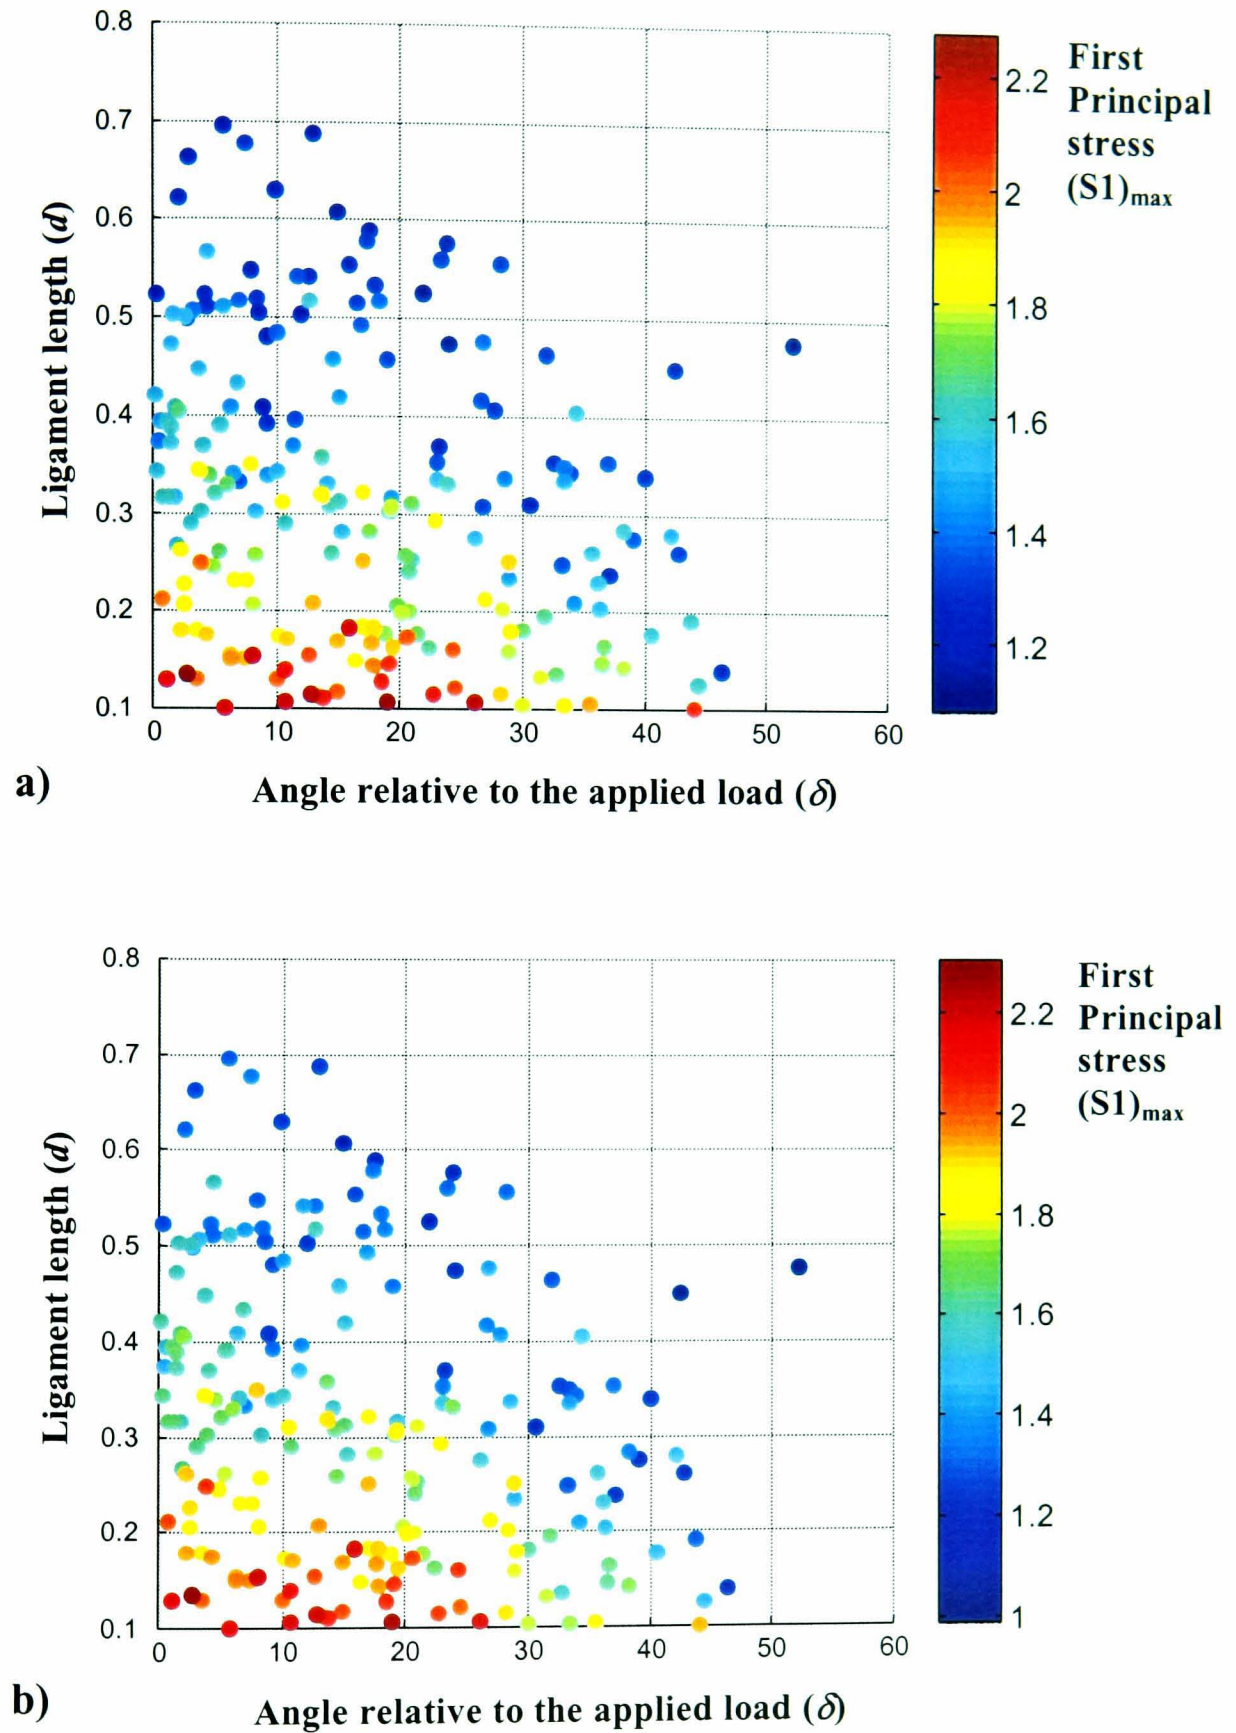 0.8
0.7
0.6
0.5
0.4
0.3
0.2
0.1
Ligament length (d)
0 10 20 30 40 50 60
Angle relative to the applied load (δ)
a)
2.2
2
1.8
1.6
1.4
1.2
First
Principal
stress
(S1)max
0.8
0.7
0.6
0.5
0.4
0.3
0.2
0.1
Ligament length (d)
0 10 20 30 40 50 60
Angle relative to the applied load (δ)
b)
2.2
2
1.8
1.6
1.4
1.2
1
First
Principal
stress
(S1)max